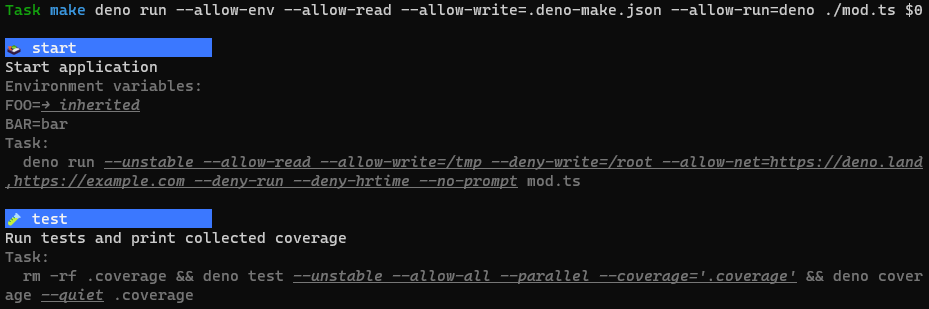 Task make deno run --allow-env --allow-read --allow-write=.deno-make.json --allow-run=deno ./mod.ts $0
🍱 start
Start application
Environment variables:
FOO=→ inherited
BAR=bar
Task:
deno run --unstable --allow-read --allow-write=/tmp --deny-write=/root --allow-net=https://deno.land
,https://example.com --deny-run --deny-hrtime --no-prompt mod.ts
🧪 test
Run tests and print collected coverage
Task:
rm -rf .coverage && deno test --unstable --allow-all --parallel --coverage='.coverage' && deno cover
age --quiet .coverage